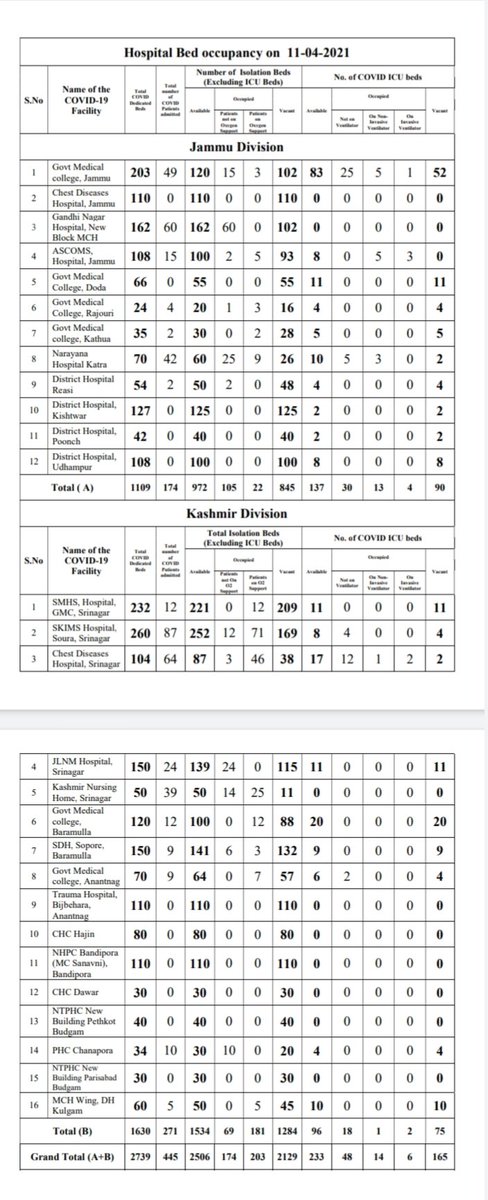 Hospital Bed occupancy on 11-04-2021
S.No Name of the COVID-19 Facility Total COVID Dedicated Beds Total number of COVID Patients admitted Number of Isolation Beds (Excluding ICU Beds) No. of COVID ICU beds
Available Occupied Vacant Available Occupied Vacant
Patients not on Oxygen Support Patients on Oxygen Support Not on Ventilator On Non-Invasive Ventilator On Invasive Ventilator
Jammu Division
1 Govt Medical college, Jammu 203 49 120 15 3 102 83 25 5 1 52
2 Chest Diseases Hospital, Jammu 110 0 110 0 0 110 0 0 0 0 0
3 Gandhi Nagar Hospital, New Block MCH 162 60 162 60 0 102 0 0 0 0 0
4 ASCOMS, Hospital, Jammu 108 15 100 2 5 93 8 0 5 3 0
5 Govt Medical College, Doda 66 0 55 0 0 55 11 0 0 0 11
6 Govt Medical College, Rajouri 24 4 20 1 3 16 4 0 0 0 4
7 Govt Medical college, Kathua 35 2 30 0 2 28 5 0 0 0 5
8 Narayana Hospital Katra 70 42 60 25 9 26 10 5 3 0 2
9 District Hospital Reasi 54 2 50 2 0 48 4 0 0 0 4
10 District Hospital, Kishtwar 127 0 125 0 0 125 2 0 0 0 2
11 District Hospital, Poonch 42 0 40 0 0 40 2 0 0 0 2
12 District Hospital, Udhampur 108 0 100 0 0 100 8 0 0 0 8
Total ( A) 1109 174 972 105 22 845 137 30 13 4 90
Kashmir Division
S.No Name of the COVID-19 Facility Total COVID Dedicated Beds Total number of COVID Patients admitted Total Isolation Beds (Excluding ICU Beds) No. of COVID ICU beds
Available Occupied Vacant Available Occupied Vacant
Patients not On O2 Support Patients on O2 Support Not on Ventilator On Non-Invasive Ventilator On Invasive Ventilator
1 SMHS, Hospital, GMC, Srinagar 232 12 221 0 12 209 11 0 0 0 11
2 SKIMS Hospital, Soura, Srinagar 260 87 252 12 71 169 8 4 0 0 4
3 Chest Diseases Hospital, Srinagar 104 64 87 3 46 38 17 12 1 2 2
4 JLNM Hospital, Srinagar 150 24 139 24 0 115 11 0 0 0 11
5 Kashmir Nursing Home, Srinagar 50 39 50 14 25 11 0 0 0 0 0
6 Govt Medical college, Baramulla 120 12 100 0 12 88 20 0 0 0 20
7 SDH, Sopore, Baramulla 150 9 141 6 3 132 9 0 0 0 9
8 Govt Medical college, Anantnag 70 9 64 0 7 57 6 2 0 0 4
9 Trauma Hospital, Bijbehara, Anantnag 110 0 110 0 0 110 0 0 0 0 0
10 CHC Hajin 80 0 80 0 0 80 0 0 0 0 0
11 NHPC Bandipora (MC Sanavni), Bandipora 110 0 110 0 0 110 0 0 0 0 0
12 CHC Dawar 30 0 30 0 0 30 0 0 0 0 0
13 NTPHC New Building Pethkot Budgam 40 0 40 0 0 40 0 0 0 0 0
14 PHC Chanapora 34 10 30 10 0 20 4 0 0 0 4
15 NTPHC New Building Parisabad Budgam 30 0 30 0 0 30 0 0 0 0 0
16 MCH Wing, DH Kulgam 60 5 50 0 5 45 10 0 0 0 10
Total (B) 1630 271 1534 69 181 1284 96 18 1 2 75
Grand Total (A+B) 2739 445 2506 174 203 2129 233 48 14 6 165